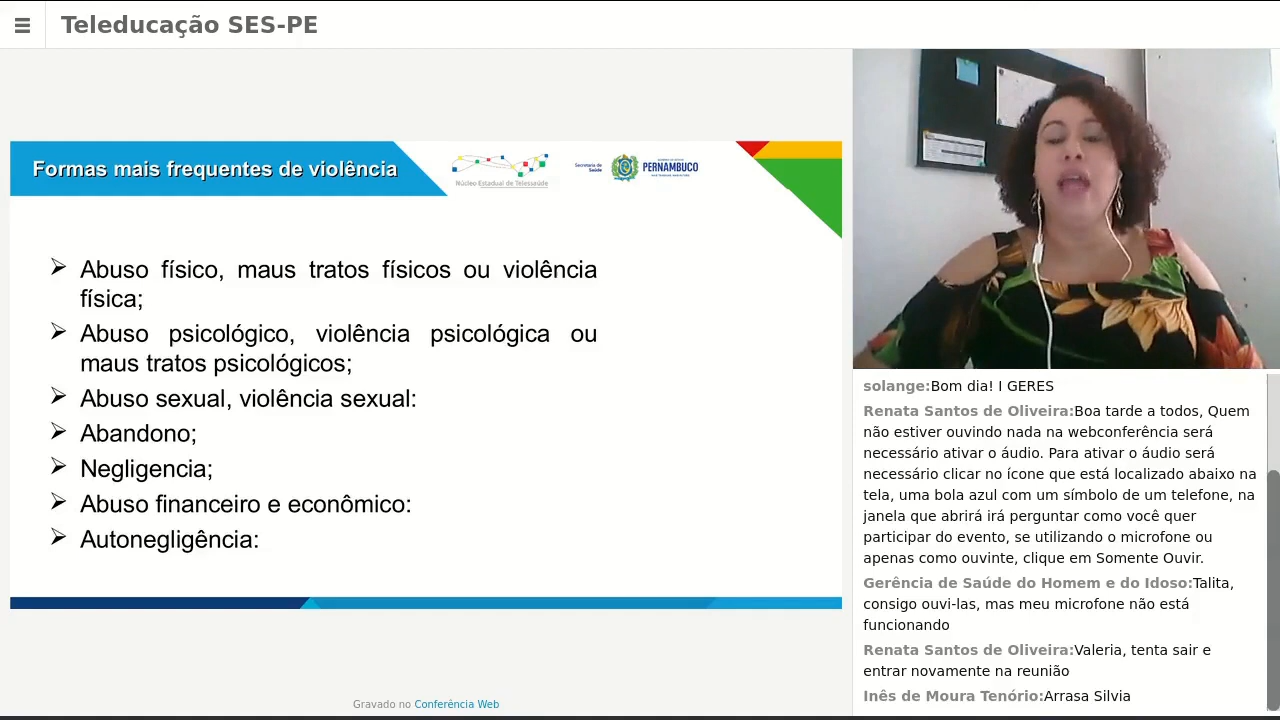 Teleducação SES-PE
Formas mais frequentes de violência
Núcleo Estadual de Telessaúde
Secretaria de
Saúde
PERNAMBUCO
Abuso físico, maus tratos físicos ou violência
física;
Abuso psicológico, violência psicológica ou
maus tratos psicológicos;
Abuso sexual, violência sexual:
Abandono;
Negligencia;
Abuso financeiro e econômico:
Autonegligência:
Gravado no Conferência Web
solange:Bom dia! I GERES
Renata Santos de Oliveira:Boa tarde a todos, Quem
não estiver ouvindo nada na webconferência será
necessário ativar o áudio. Para ativar o áudio será
necessário clicar no ícone que está localizado abaixo na
tela, uma bola azul com um símbolo de um telefone, na
janela que abrirá irá perguntar como você quer
participar do evento, se utilizando o microfone ou
apenas como ouvinte, clique em Somente Ouvir.
Gerência de Saúde do Homem e do Idoso:Talita,
consigo ouvi-las, mas meu microfone não está
funcionando
Renata Santos de Oliveira:Valeria, tenta sair e
entrar novamente na reunião
Inês de Moura Tenório:Arrasa Silvia